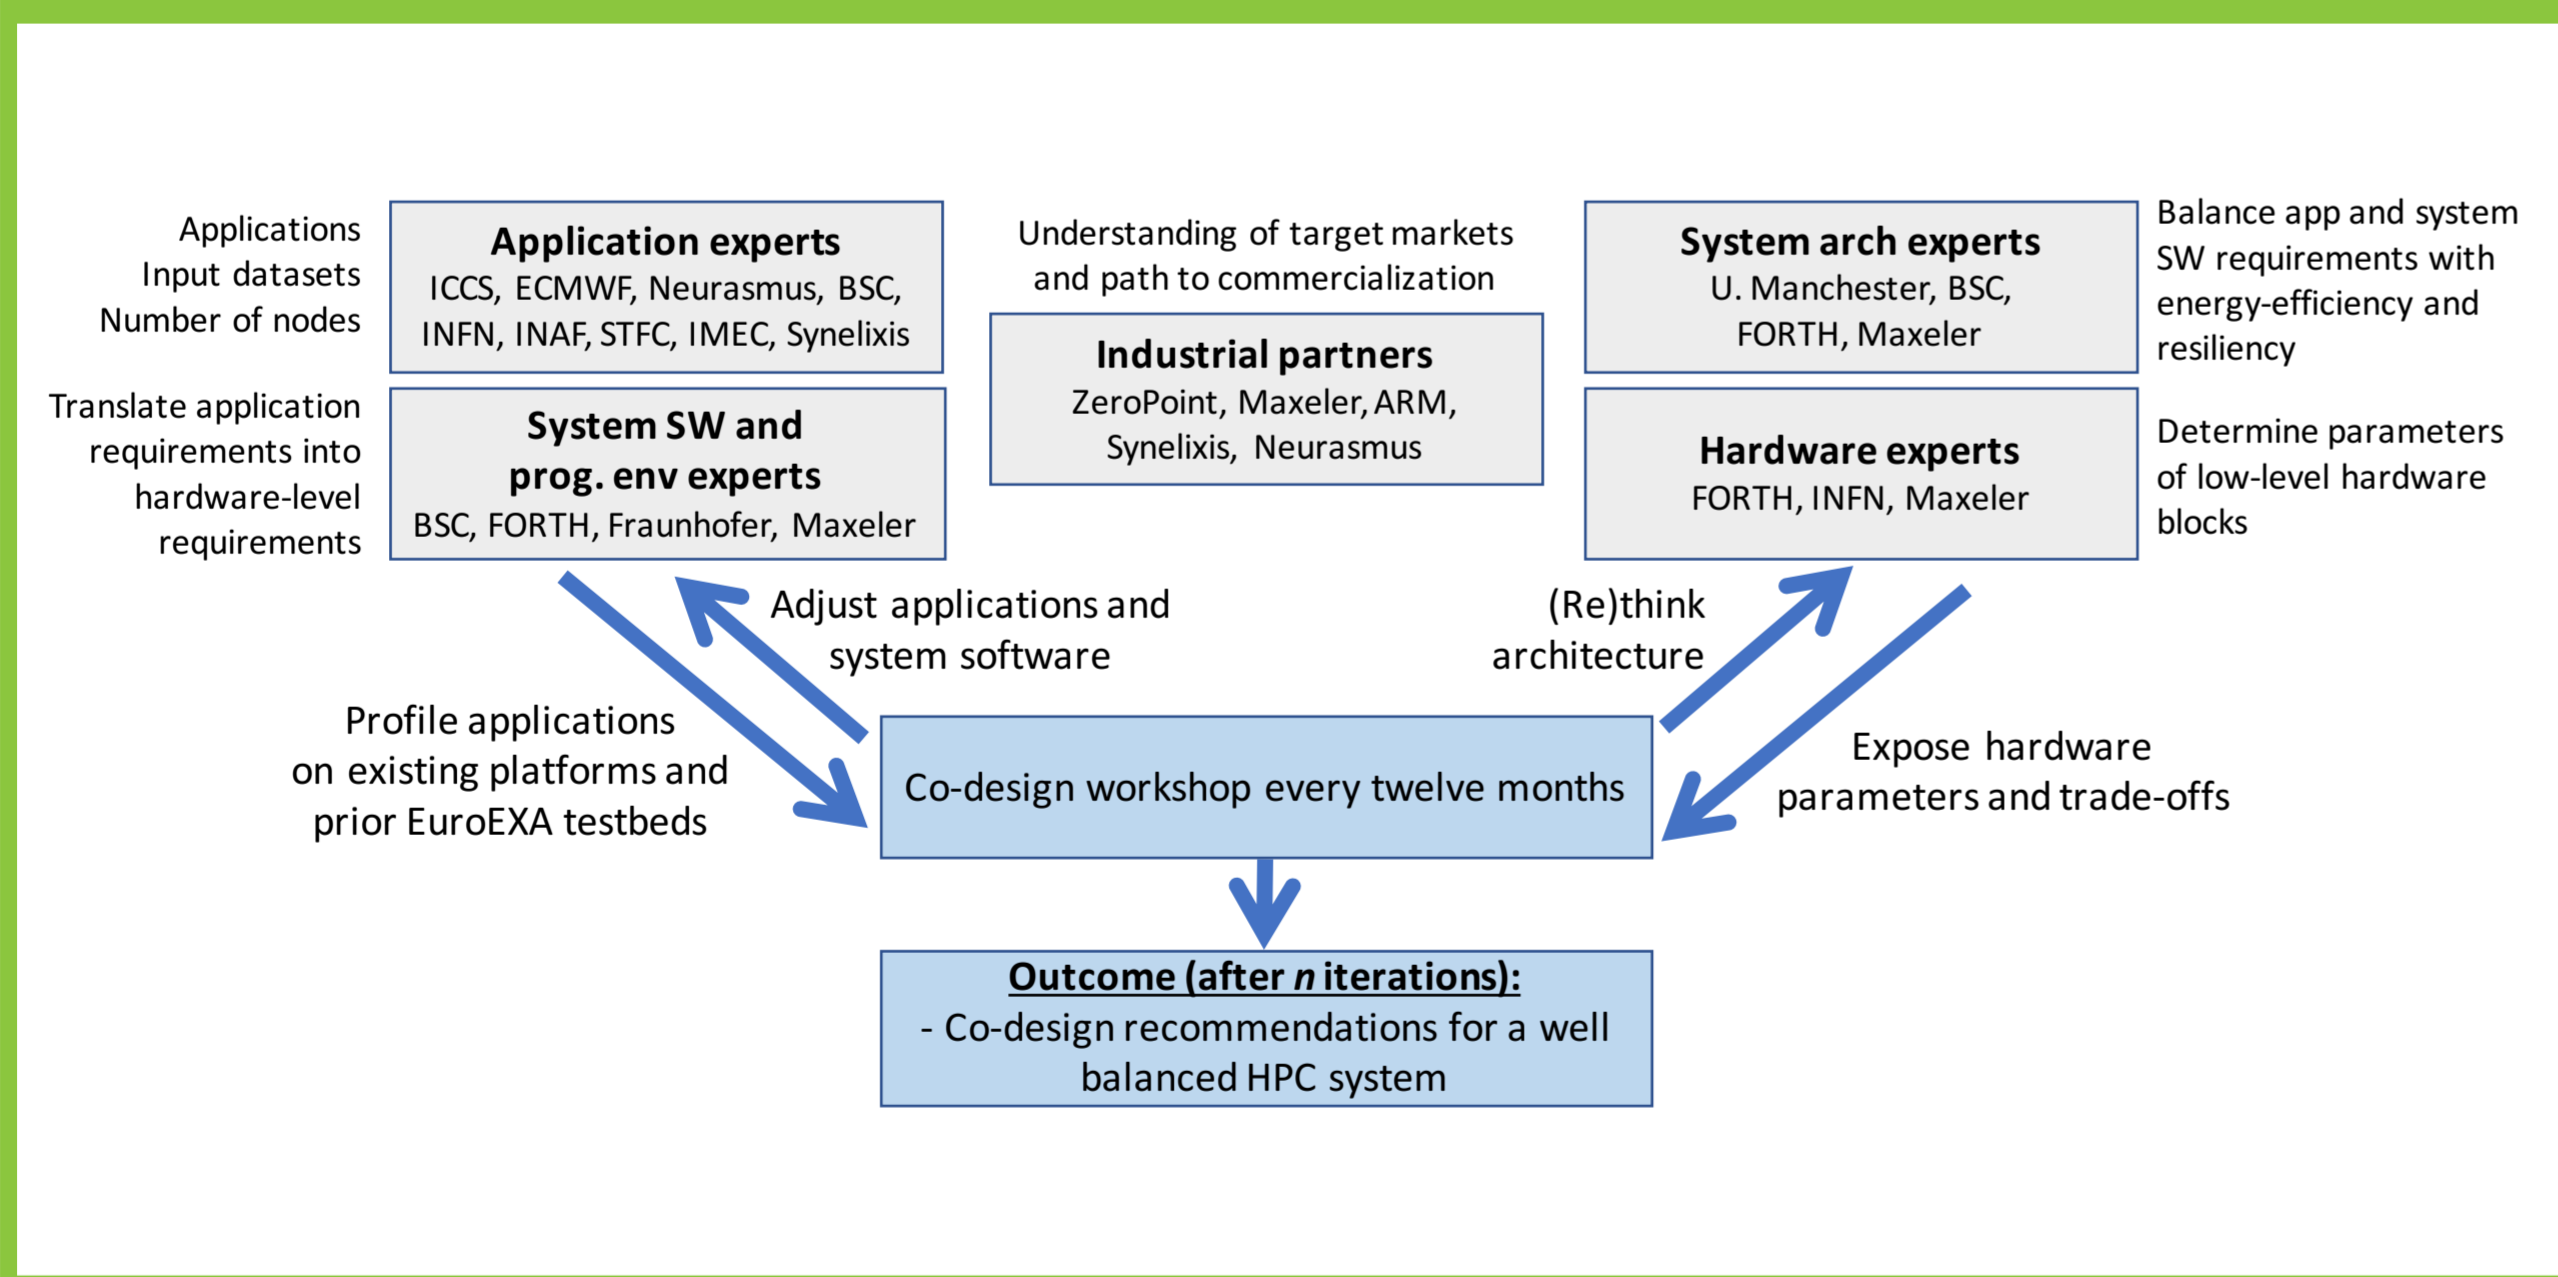 Applications
Input datasets
Number of nodes
Application experts
ICCS, ECMWF, Neurasmus, BSC,
INFN, INAF, STFC, IMEC, Synelixis
Translate application
requirements into
hardware-level
requirements
System SW and
prog. env experts
BSC, FORTH, Fraunhofer, Maxeler
Understanding of target markets
and path to commercialization
Industrial partners
ZeroPoint, Maxeler, ARM,
Synelixis, Neurasmus
System arch experts
U. Manchester, BSC,
FORTH, Maxeler
Balance app and system
SW requirements with
energy-efficiency and
resiliency
Hardware experts
FORTH, INFN, Maxeler
Determine parameters
of low-level hardware
blocks
Adjust applications and
system software
(Re)think
architecture
Profile applications
on existing platforms and
prior EuroEXA testbeds
Co-design workshop every twelve months
Expose hardware
parameters and trade-offs
Outcome (after n iterations):
- Co-design recommendations for a well
balanced HPC system